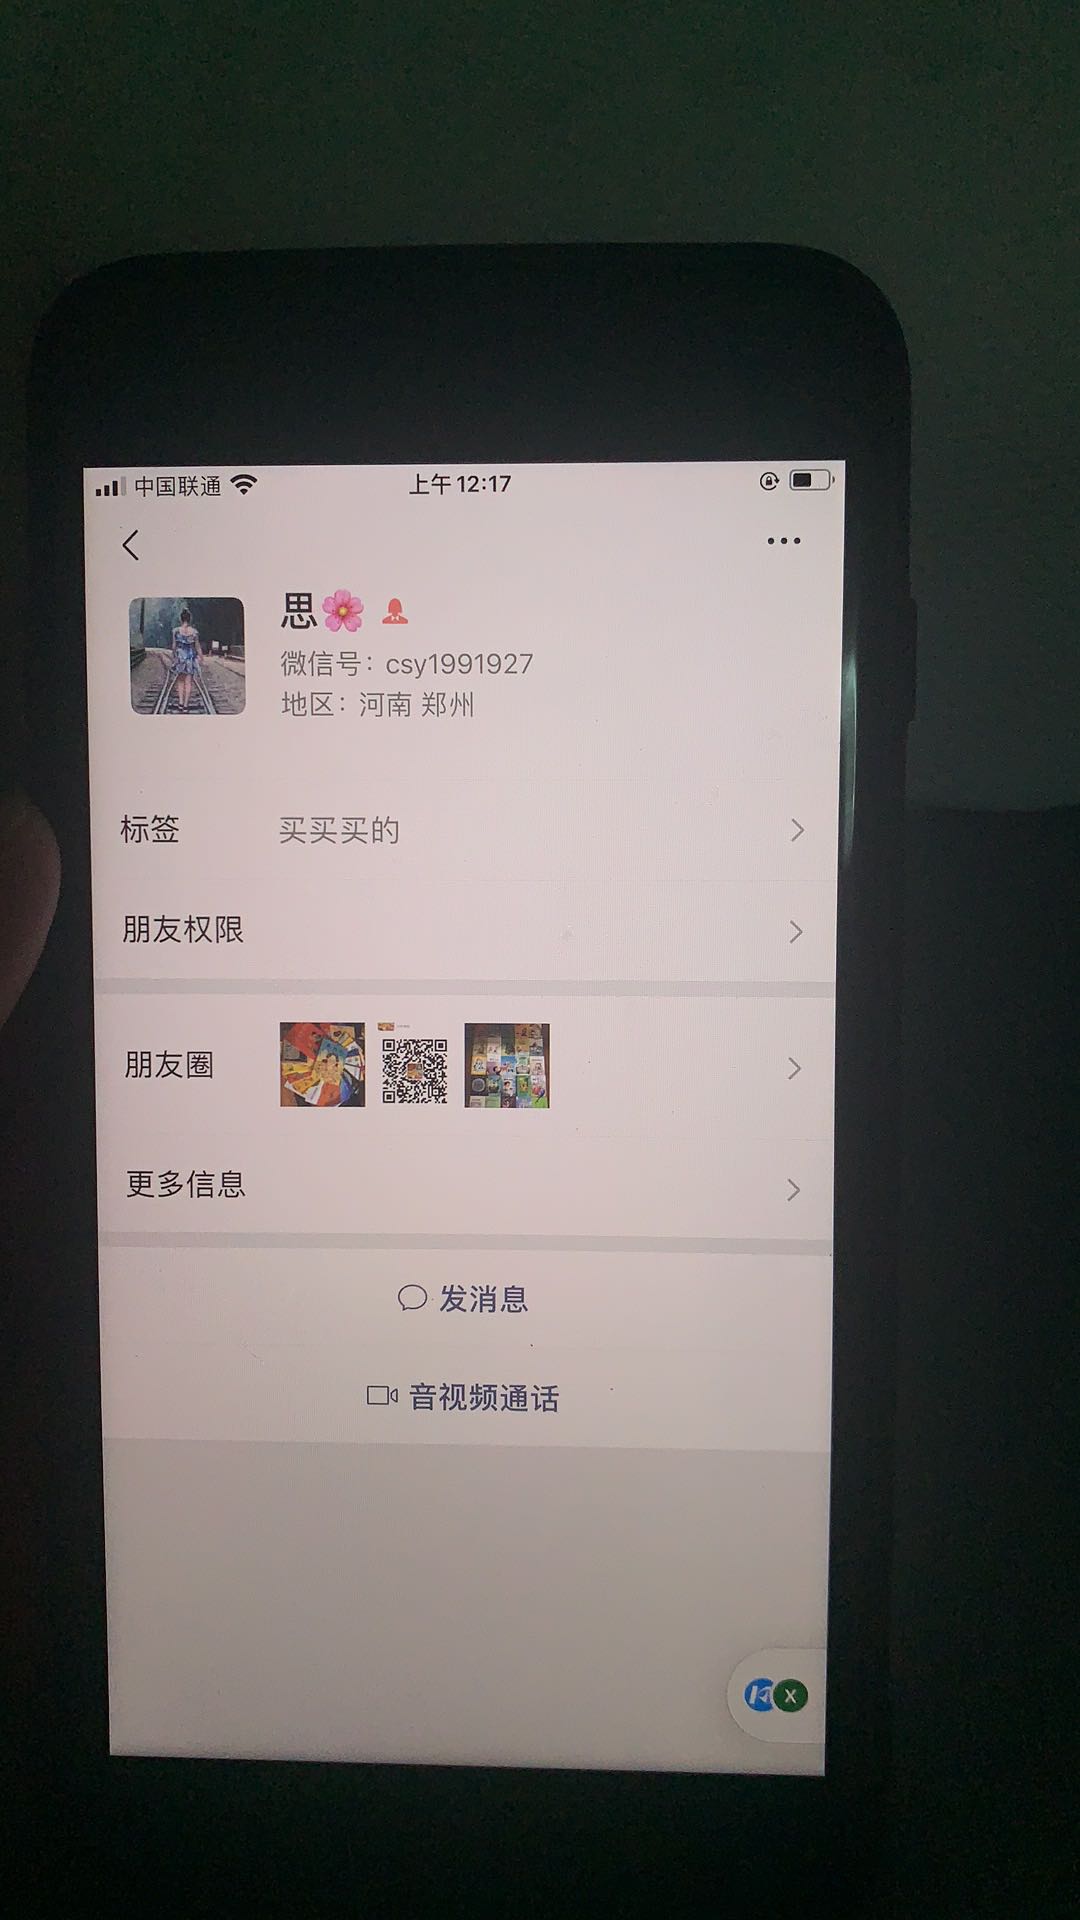 中国联通
上午12:17
思🌸
微信号：csy1991927
地区：河南 郑州
标签 买买买的
朋友权限
朋友圈
更多信息
发消息
音视频通话